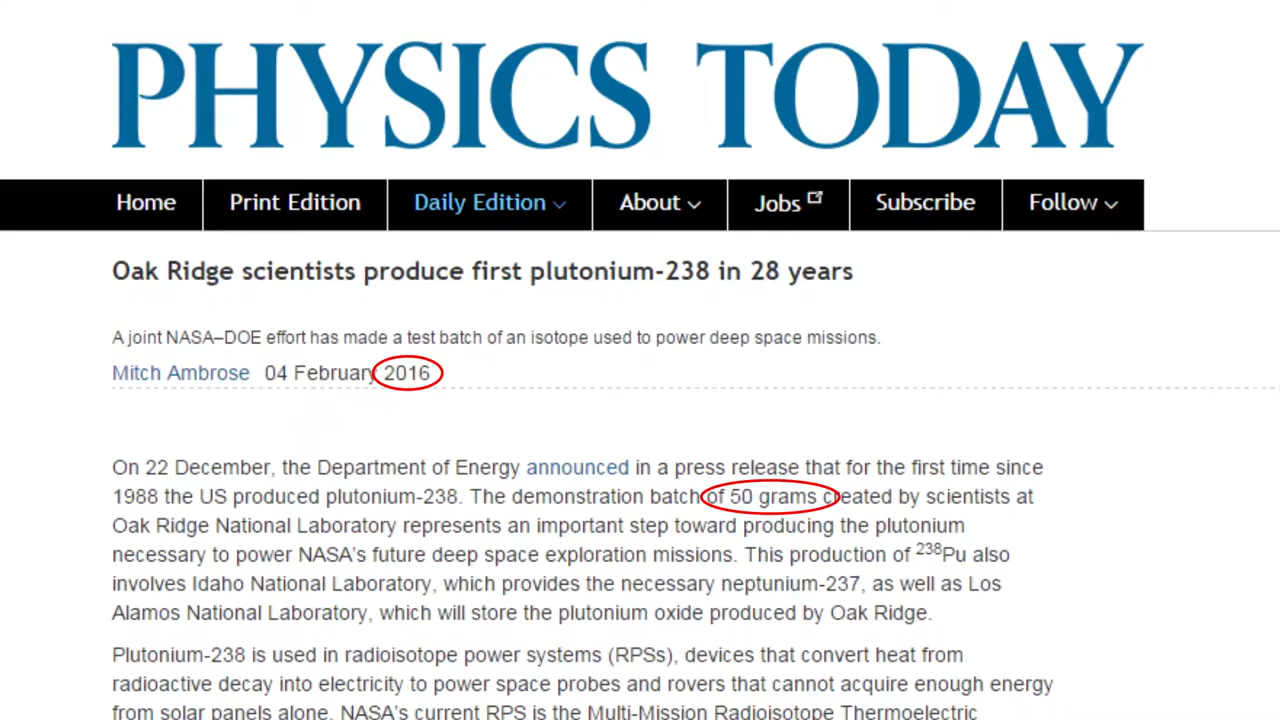 PHYSICS TODAY
Home Print Edition Daily Edition About Jobs Subscribe Follow
Oak Ridge scientists produce first plutonium-238 in 28 years
A joint NASA–DOE effort has made a test batch of an isotope used to power deep space missions.
Mitch Ambrose 04 February 2016
On 22 December, the Department of Energy announced in a press release that for the first time since
1988 the US produced plutonium-238. The demonstration batch of 50 grams created by scientists at
Oak Ridge National Laboratory represents an important step toward producing the plutonium
necessary to power NASA's future deep space exploration missions. This production of ²³⁸Pu also
involves Idaho National Laboratory, which provides the necessary neptunium-237, as well as Los
Alamos National Laboratory, which will store the plutonium oxide produced by Oak Ridge.
Plutonium-238 is used in radioisotope power systems (RPSs), devices that convert heat from
radioactive decay into electricity to power space probes and rovers that cannot acquire enough energy
from solar panels alone. NASA's current RPS is the Multi-Mission Radioisotope Thermoelectric